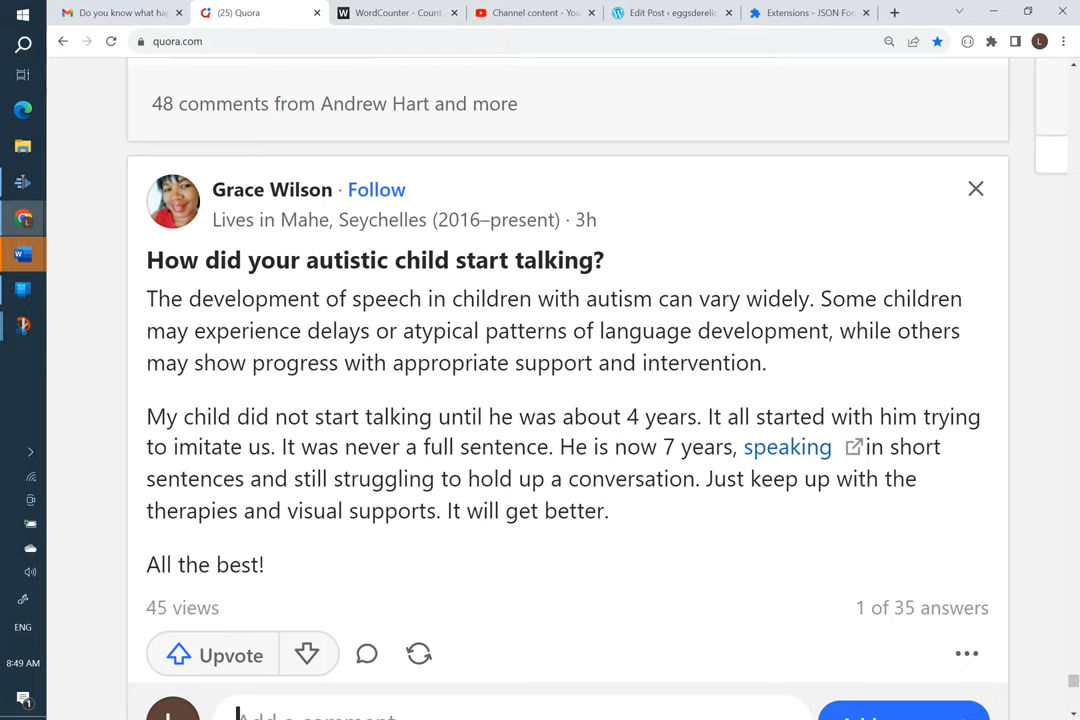 Do you know what ha
(25) Quora
WordCounter - Count
Channel content - You
Edit Post ‹ eggsderelic
Extensions - JSON For
quora.com
48 comments from Andrew Hart and more
Grace Wilson · Follow
Lives in Mahe, Seychelles (2016–present) · 3h
How did your autistic child start talking?
The development of speech in children with autism can vary widely. Some children
may experience delays or atypical patterns of language development, while others
may show progress with appropriate support and intervention.
My child did not start talking until he was about 4 years. It all started with him trying
to imitate us. It was never a full sentence. He is now 7 years, speaking in short
sentences and still struggling to hold up a conversation. Just keep up with the
therapies and visual supports. It will get better.
All the best!
45 views
1 of 35 answers
Upvote
Add a comment
ENG
8:49 AM